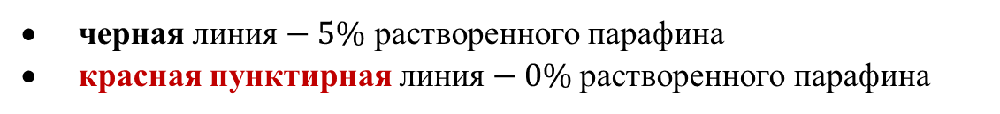 • черная линия − 5% растворенного парафина
• красная пунктирная линия − 0% растворенного парафина